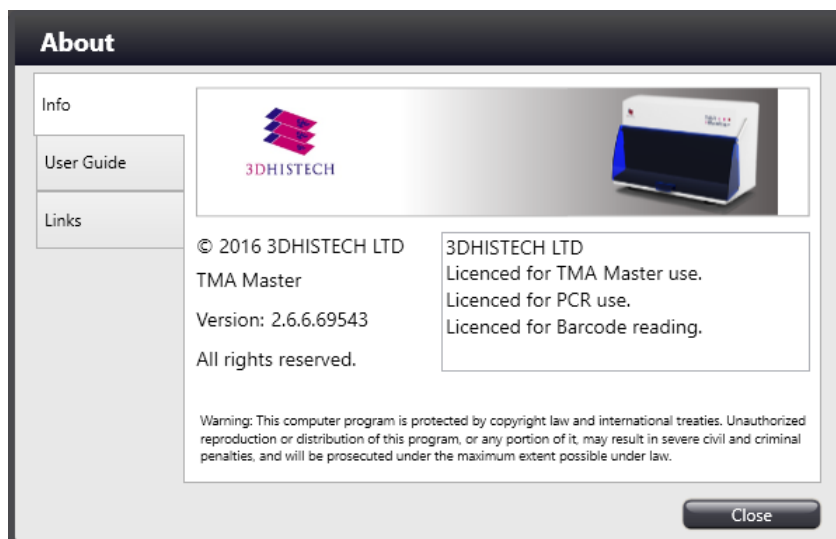 About
Info
User Guide
Links
3DHISTECH
© 2016 3DHISTECH LTD
TMA Master
Version: 2.6.6.69543
All rights reserved.
3DHISTECH LTD
Licenced for TMA Master use.
Licenced for PCR use.
Licenced for Barcode reading.
Warning: This computer program is protected by copyright law and international treaties. Unauthorized
reproduction or distribution of this program, or any portion of it, may result in severe civil and criminal
penalties, and will be prosecuted under the maximum extent possible under law.
Close